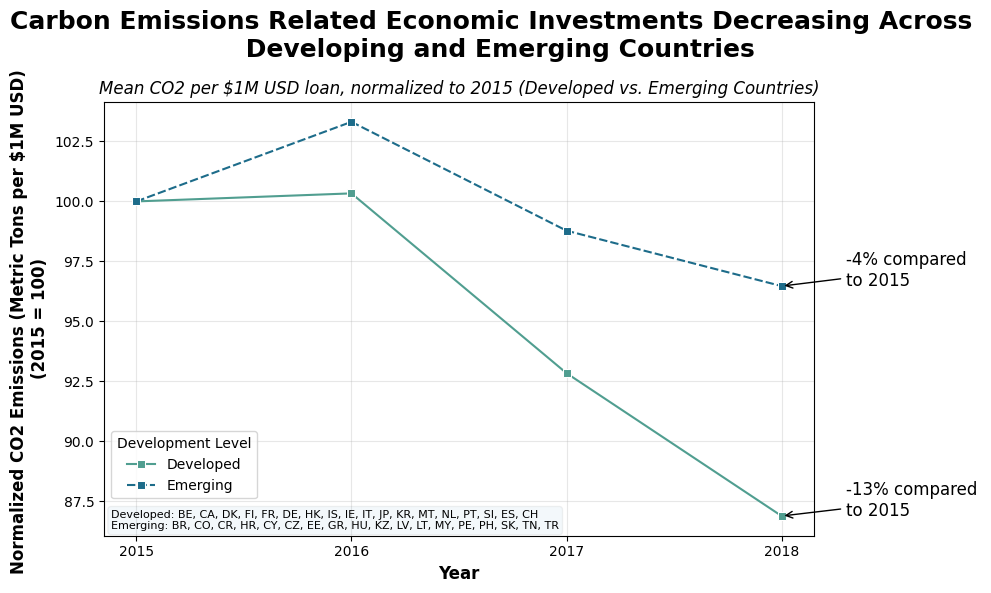 Carbon Emissions Related Economic Investments Decreasing Across
Developing and Emerging Countries
Mean CO2 per $1M USD loan, normalized to 2015 (Developed vs. Emerging Countries)
Normalized CO2 Emissions (Metric Tons per $1M USD)
(2015 = 100)
102.5
100.0
97.5
95.0
92.5
90.0
87.5
-4% compared
to 2015
-13% compared
to 2015
Development Level
Developed
Emerging
Developed: BE, CA, DK, FI, FR, DE, HK, IS, IE, IT, JP, KR, MT, NL, PT, SI, ES, CH
Emerging: BR, CO, CR, HR, CY, CZ, EE, GR, HU, KZ, LV, LT, MY, PE, PH, SK, TN, TR
2015
2016
2017
2018
Year